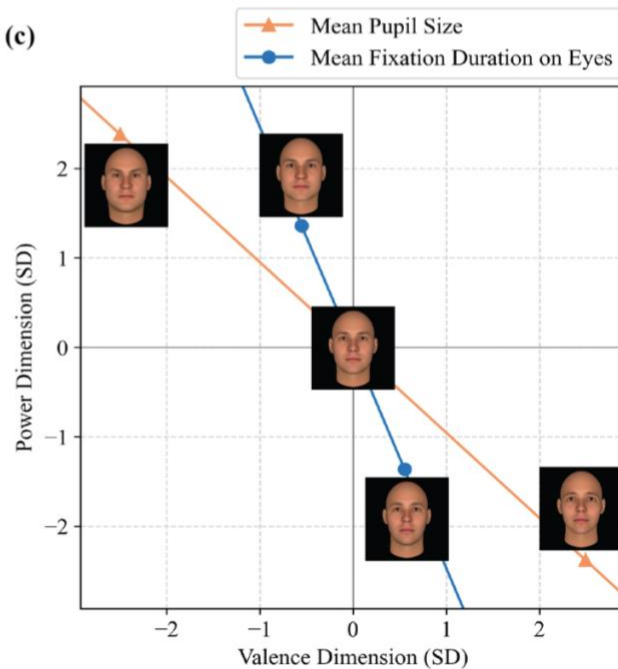 (c)
Mean Pupil Size
Mean Fixation Duration on Eyes
Power Dimension (SD)
2
1
0
−1
−2
−2
−1
0
1
2
Valence Dimension (SD)